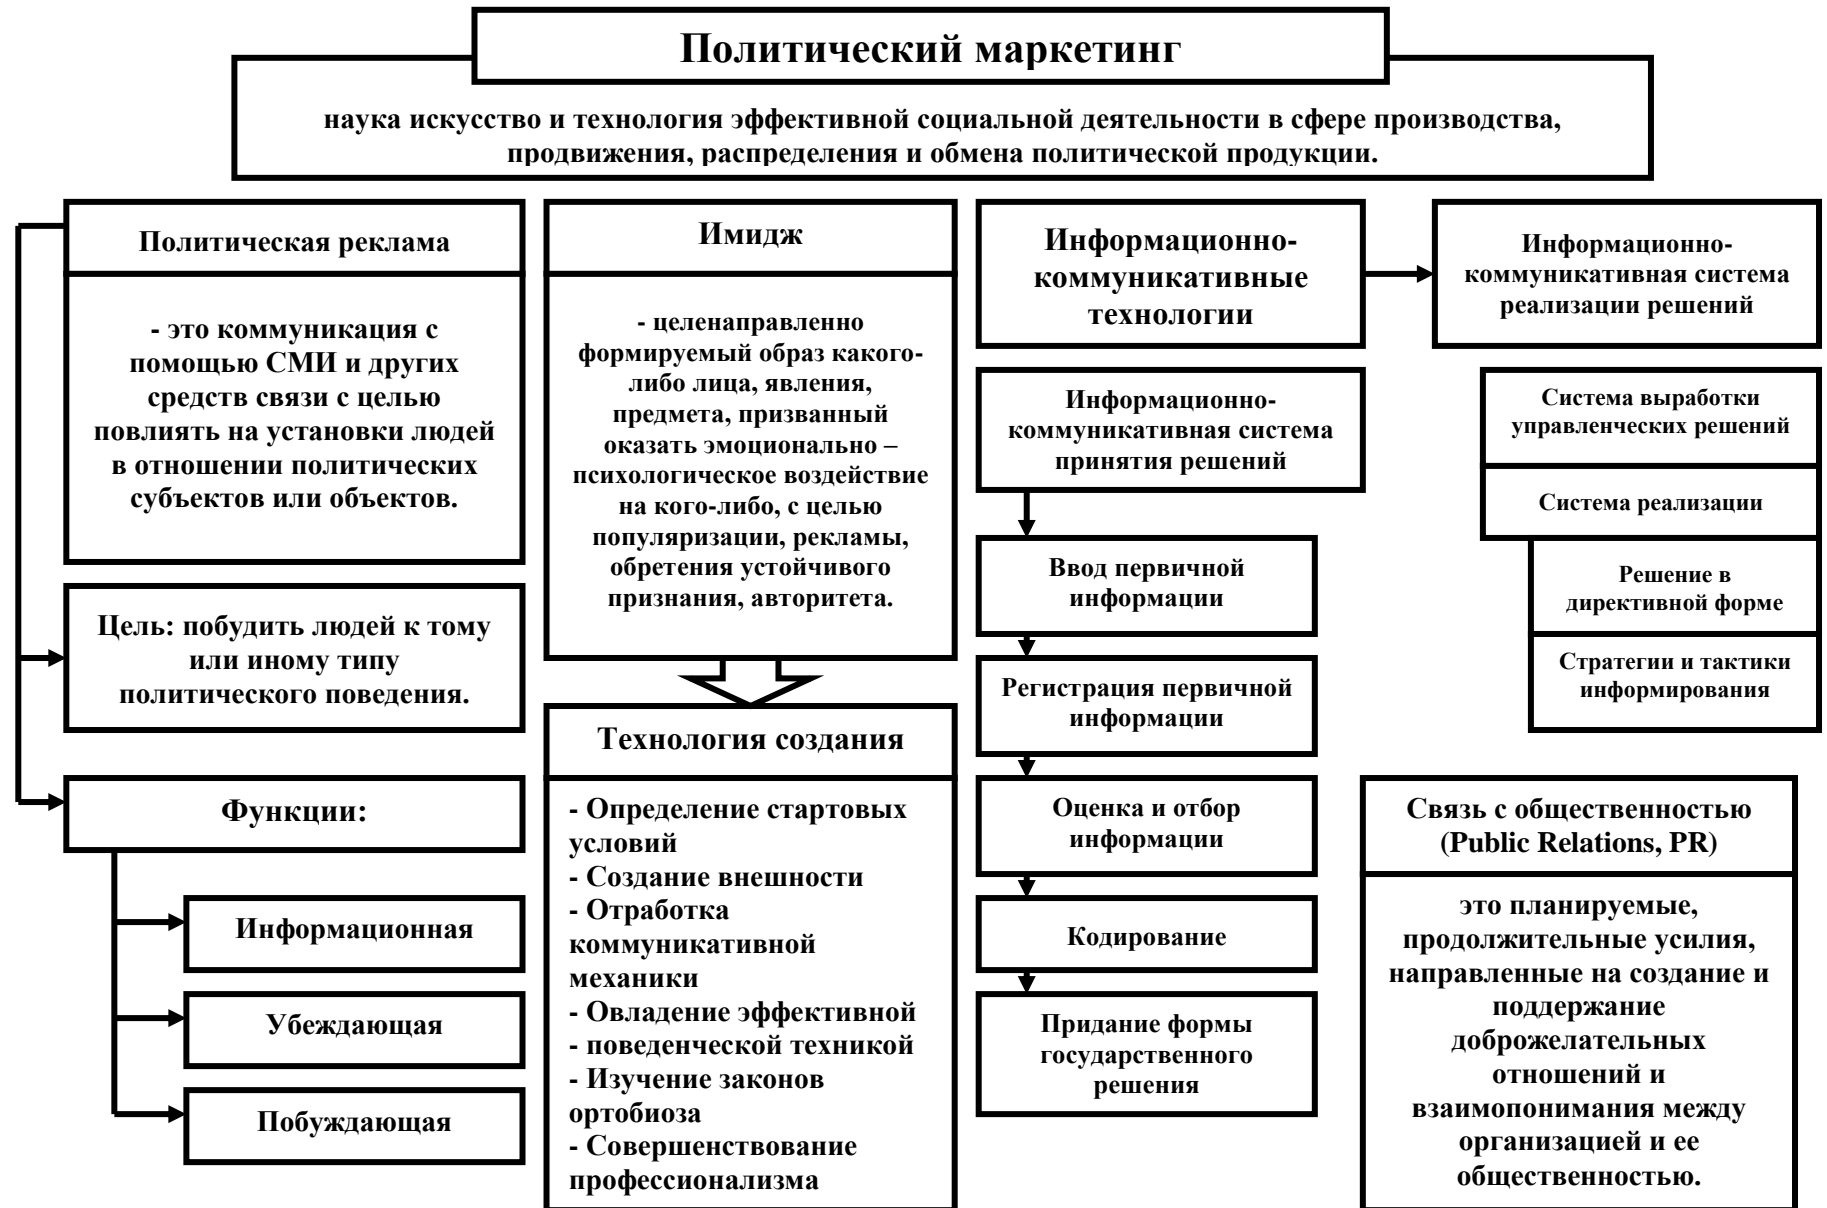 Политический маркетинг
наука искусство и технология эффективной социальной деятельности в сфере производства,
продвижения, распределения и обмена политической продукции.
Политическая реклама
- это коммуникация с
помощью СМИ и других
средств связи с целью
повлиять на установки людей
в отношении политических
субъектов или объектов.
Цель: побудить людей к тому
или иному типу
политического поведения.
Функции:
Информационная
Убеждающая
Побуждающая
Имидж
- целенаправленно
формируемый образ какого-
либо лица, явления,
предмета, призванный
оказать эмоционально –
психологическое воздействие
на кого-либо, с целью
популяризации, рекламы,
обретения устойчивого
признания, авторитета.
Технология создания
- Определение стартовых
условий
- Создание внешности
- Отработка
коммуникативной
механики
- Овладение эффективной
- поведенческой техникой
- Изучение законов
ортобиоза
- Совершенствование
профессионализма
Информационно-
коммуникативные
технологии
Информационно-
коммуникативная система
принятия решений
Ввод первичной
информации
Регистрация первичной
информации
Оценка и отбор
информации
Кодирование
Придание формы
государственного
решения
Информационно-
коммуникативная система
реализации решений
Система выработки
управленческих решений
Система реализации
Решение в
директивной форме
Стратегии и тактики
информирования
Связь с общественностью
(Public Relations, PR)
это планируемые,
продолжительные усилия,
направленные на создание и
поддержание
доброжелательных
отношений и
взаимопонимания между
организацией и ее
общественностью.